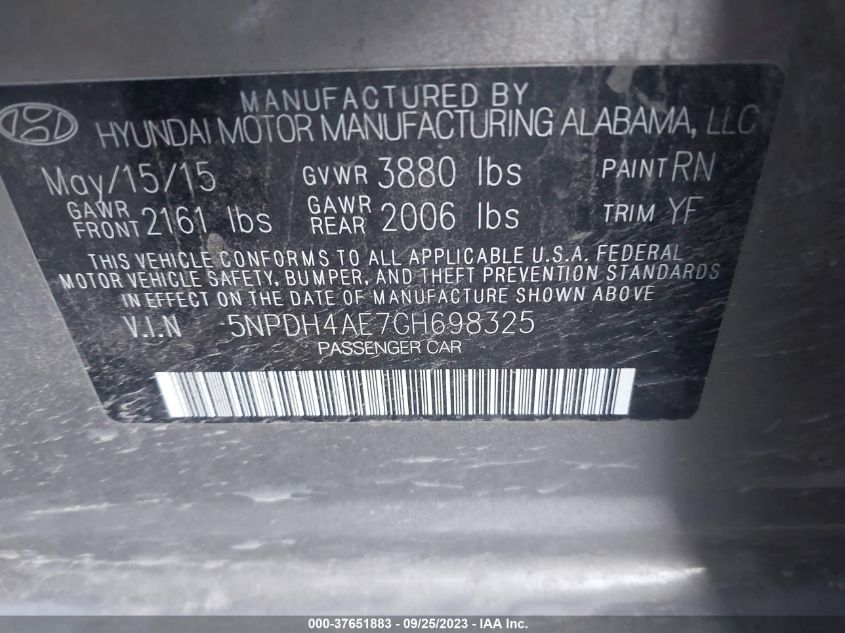 MANUFACTURED BY
HYUNDAI MOTOR MANUFACTURING ALABAMA, LLC
May/15/15 GVWR 3880 lbs PAINT RN
GAWR FRONT 2161 lbs GAWR REAR 2006 lbs TRIM YF
THIS VEHICLE CONFORMS TO ALL APPLICABLE U.S.A. FEDERAL
MOTOR VEHICLE SAFETY, BUMPER, AND THEFT PREVENTION STANDARDS
IN EFFECT ON THE DATE OF MANUFACTURE SHOWN ABOVE
V.I.N 5NPDH4AE7GH698325
PASSENGER CAR
000-37651883 - 09/25/2023 - IAA Inc.